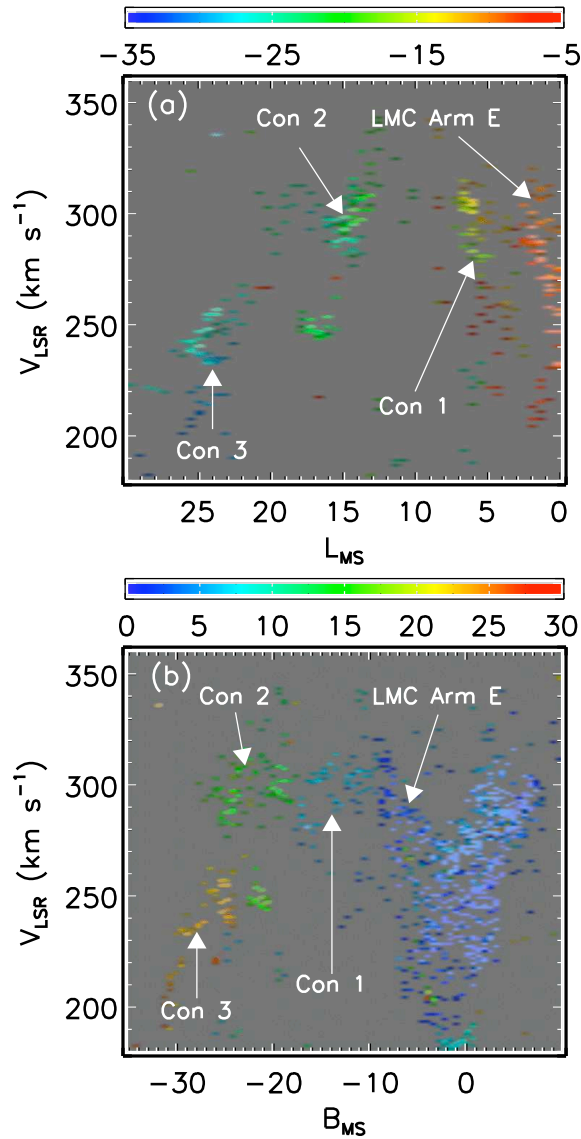 −35 −25 −15 −5
(a)
Con 2
LMC Arm E
350
300
250
200
V_LSR (km s⁻¹)
Con 1
Con 3
25 20 15 10 5 0
L_MS
0 5 10 15 20 25 30
(b)
Con 2
LMC Arm E
350
300
250
200
V_LSR (km s⁻¹)
Con 1
Con 3
−30 −20 −10 0
B_MS